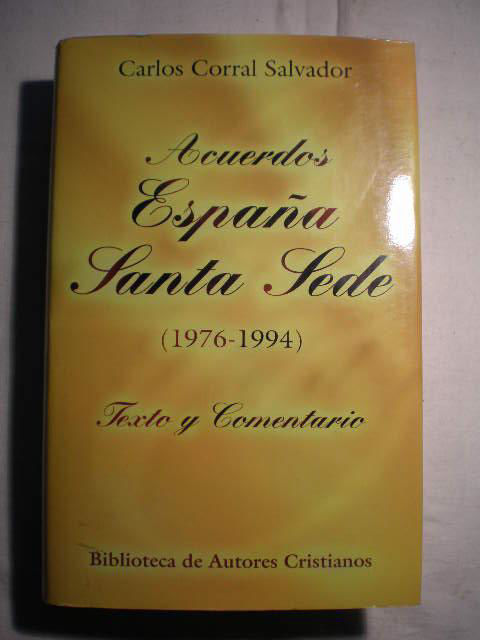 Carlos Corral Salvador
Acuerdos
España
Santa Sede
(1976-1994)
Texto y Comentario
Biblioteca de Autores Cristianos